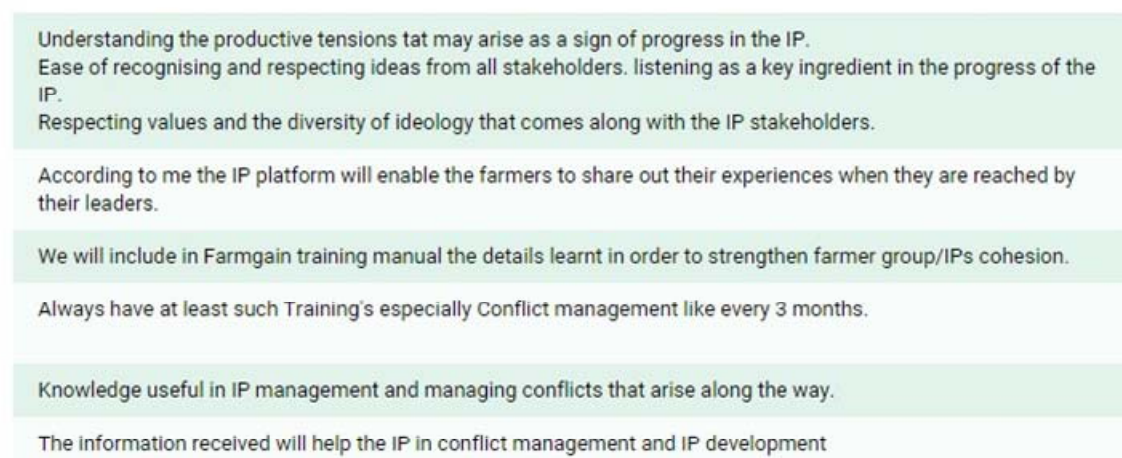 Understanding the productive tensions tat may arise as a sign of progress in the IP.
Ease of recognising and respecting ideas from all stakeholders. listening as a key ingredient in the progress of the
IP.
Respecting values and the diversity of ideology that comes along with the IP stakeholders.
According to me the IP platform will enable the farmers to share out their experiences when they are reached by
their leaders.
We will include in Farmgain training manual the details learnt in order to strengthen farmer group/IPs cohesion.
Always have at least such Training's especially Conflict management like every 3 months.
Knowledge useful in IP management and managing conflicts that arise along the way.
The information received will help the IP in conflict management and IP development